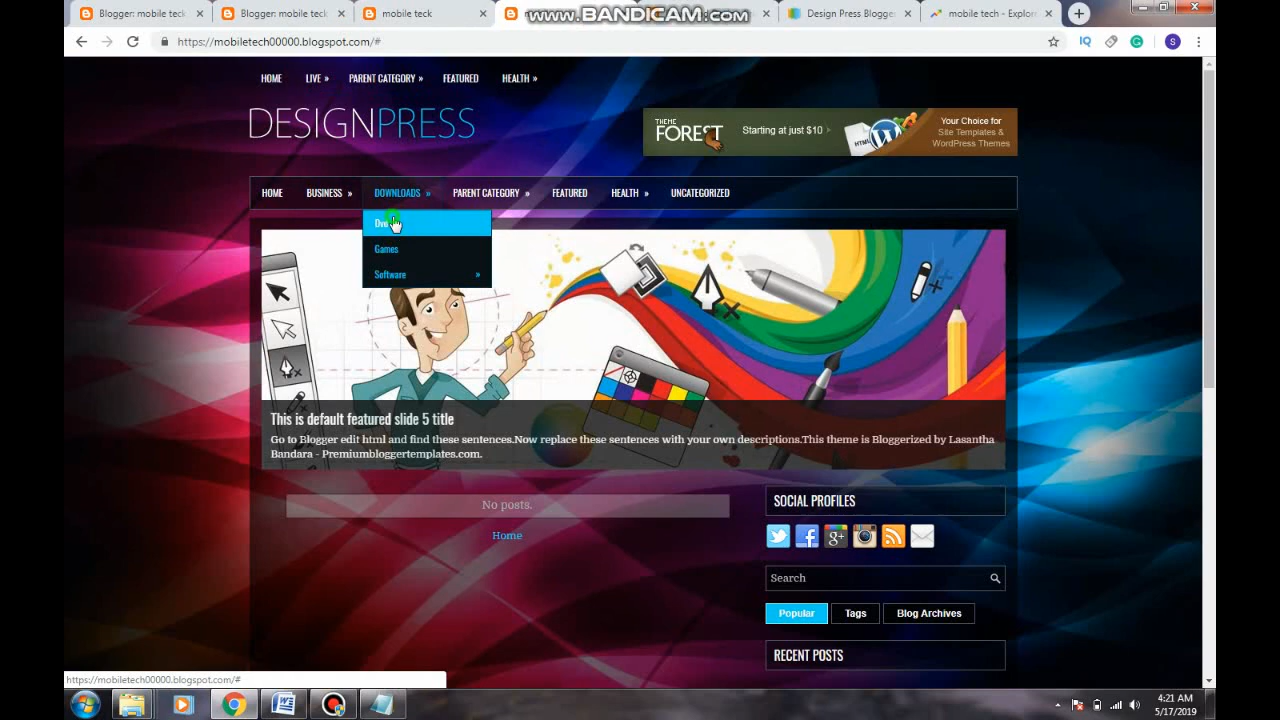 Blogger: mobile teck
Blogger: mobile teck
mobile teck
www.BANDICAM.com
Design Press Blogger
mobile tech - Explor
https://mobiletech00000.blogspot.com/#
HOME LIVE » PARENT CATEGORY » FEATURED HEALTH »
DESIGNPRESS
THEME
FOREST
Starting at just $10
HTML
Your Choice for
Site Templates &
WordPress Themes
HOME BUSINESS » DOWNLOADS » PARENT CATEGORY » FEATURED HEALTH » UNCATEGORIZED
Games
Software »
This is default featured slide 5 title
Go to Blogger edit html and find these sentences.Now replace these sentences with your own descriptions.This theme is Bloggerized by Lasantha
Bandara - Premiumbloggertemplates.com.
No posts.
Home
SOCIAL PROFILES
Search
Popular Tags Blog Archives
RECENT POSTS
https://mobiletech00000.blogspot.com/#
4:21 AM
5/17/2019